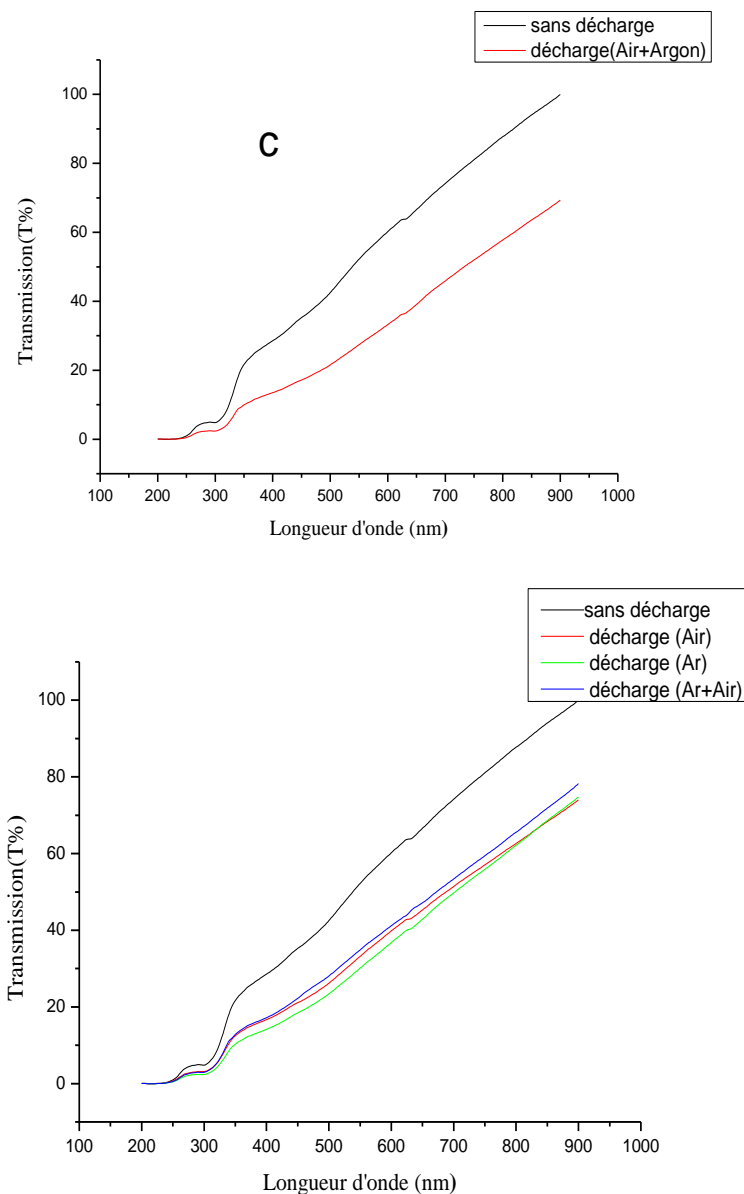 sans décharge
décharge(Air+Argon)
C
100
80
60
40
20
0
Transmission(T%)
100 200 300 400 500 600 700 800 900 1000
Longueur d'onde (nm)
sans décharge
décharge (Air)
décharge (Ar)
décharge (Ar+Air)
100
80
60
40
20
0
Transmission(T%)
100 200 300 400 500 600 700 800 900 1000
Longueur d'onde (nm)